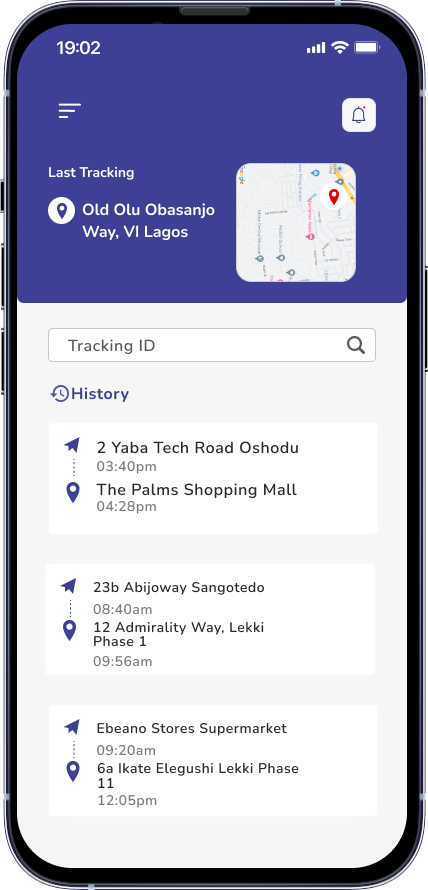 19:02
Last Tracking
Old Olu Obasanjo
Way, VI Lagos
Google
Tracking ID
History
2 Yaba Tech Road Oshodu
03:40pm
The Palms Shopping Mall
04:28pm
23b Abijoway Sangotedo
08:40am
12 Admirality Way, Lekki
Phase 1
09:56am
Ebeano Stores Supermarket
09:20am
6a Ikate Elegushi Lekki Phase
11
12:05pm